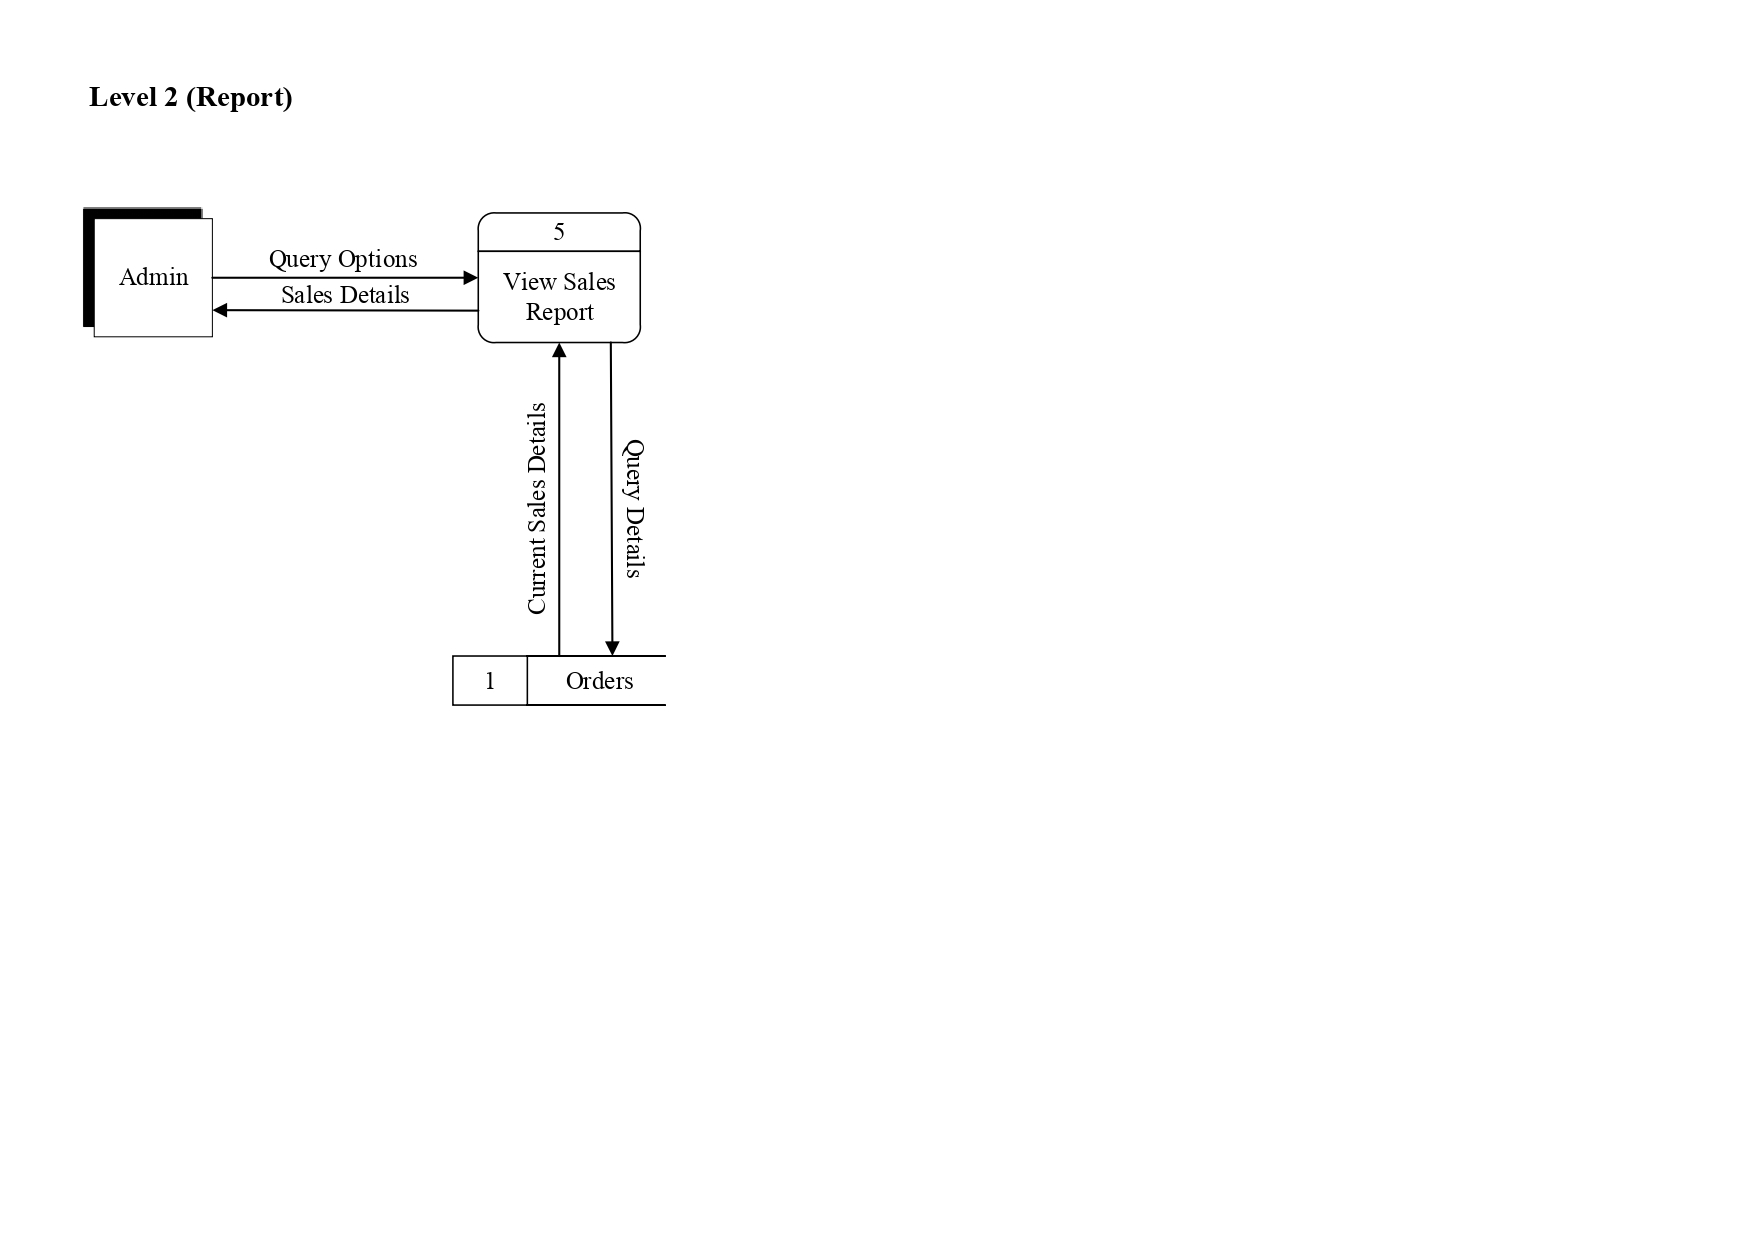 Level 2 (Report)
Admin
Query Options
Sales Details
5
View Sales
Report
Current Sales Details
Query Details
1
Orders